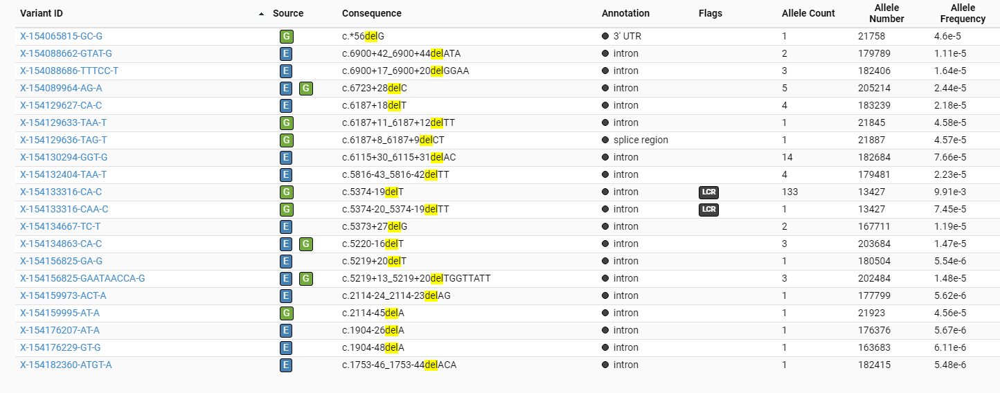 Variant ID Source Consequence Annotation Flags Allele Count Allele Number Allele Frequency
X-154065815-GC-G G c.*56delG 3' UTR 1 21758 4.6e-5
X-154088662-GTAT-G E c.6900+42_6900+44delATA intron 2 179789 1.11e-5
X-154088686-TTTCC-T E c.6900+17_6900+20delGGAA intron 3 182406 1.64e-5
X-154089964-AG-A E G c.6723+28delC intron 5 205214 2.44e-5
X-154129627-CA-C E c.6187+18delT intron 4 183239 2.18e-5
X-154129633-TAA-T G c.6187+11_6187+12delTT intron 1 21845 4.58e-5
X-154129636-TAG-T G c.6187+8_6187+9delCT splice region 1 21887 4.57e-5
X-154130294-GGT-G E c.6115+30_6115+31delAC intron 14 182684 7.66e-5
X-154132404-TAA-T E c.5816-43_5816-42delTT intron 4 179481 2.23e-5
X-154133316-CA-C G c.5374-19delT intron LCR 133 13427 9.91e-3
X-154133316-CAA-C G c.5374-20_5374-19delTT intron LCR 1 13427 7.45e-5
X-154134667-TC-T E c.5373+27delG intron 2 167711 1.19e-5
X-154134863-CA-C E G c.5220-16delT intron 3 203684 1.47e-5
X-154156825-GA-G E c.5219+20delT intron 1 180504 5.54e-6
X-154156825-GAATAACCA-G E G c.5219+13_5219+20delTGGTTATT intron 3 202484 1.48e-5
X-154159973-ACT-A E c.2114-24_2114-23delAG intron 1 177799 5.62e-6
X-154159995-AT-A G c.2114-45delA intron 1 21923 4.56e-5
X-154176207-AT-A E c.1904-26delA intron 1 176376 5.67e-6
X-154176229-GT-G E c.1904-48delA intron 1 163683 6.11e-6
X-154182360-ATGT-A E c.1753-46_1753-44delACA intron 1 182415 5.48e-6